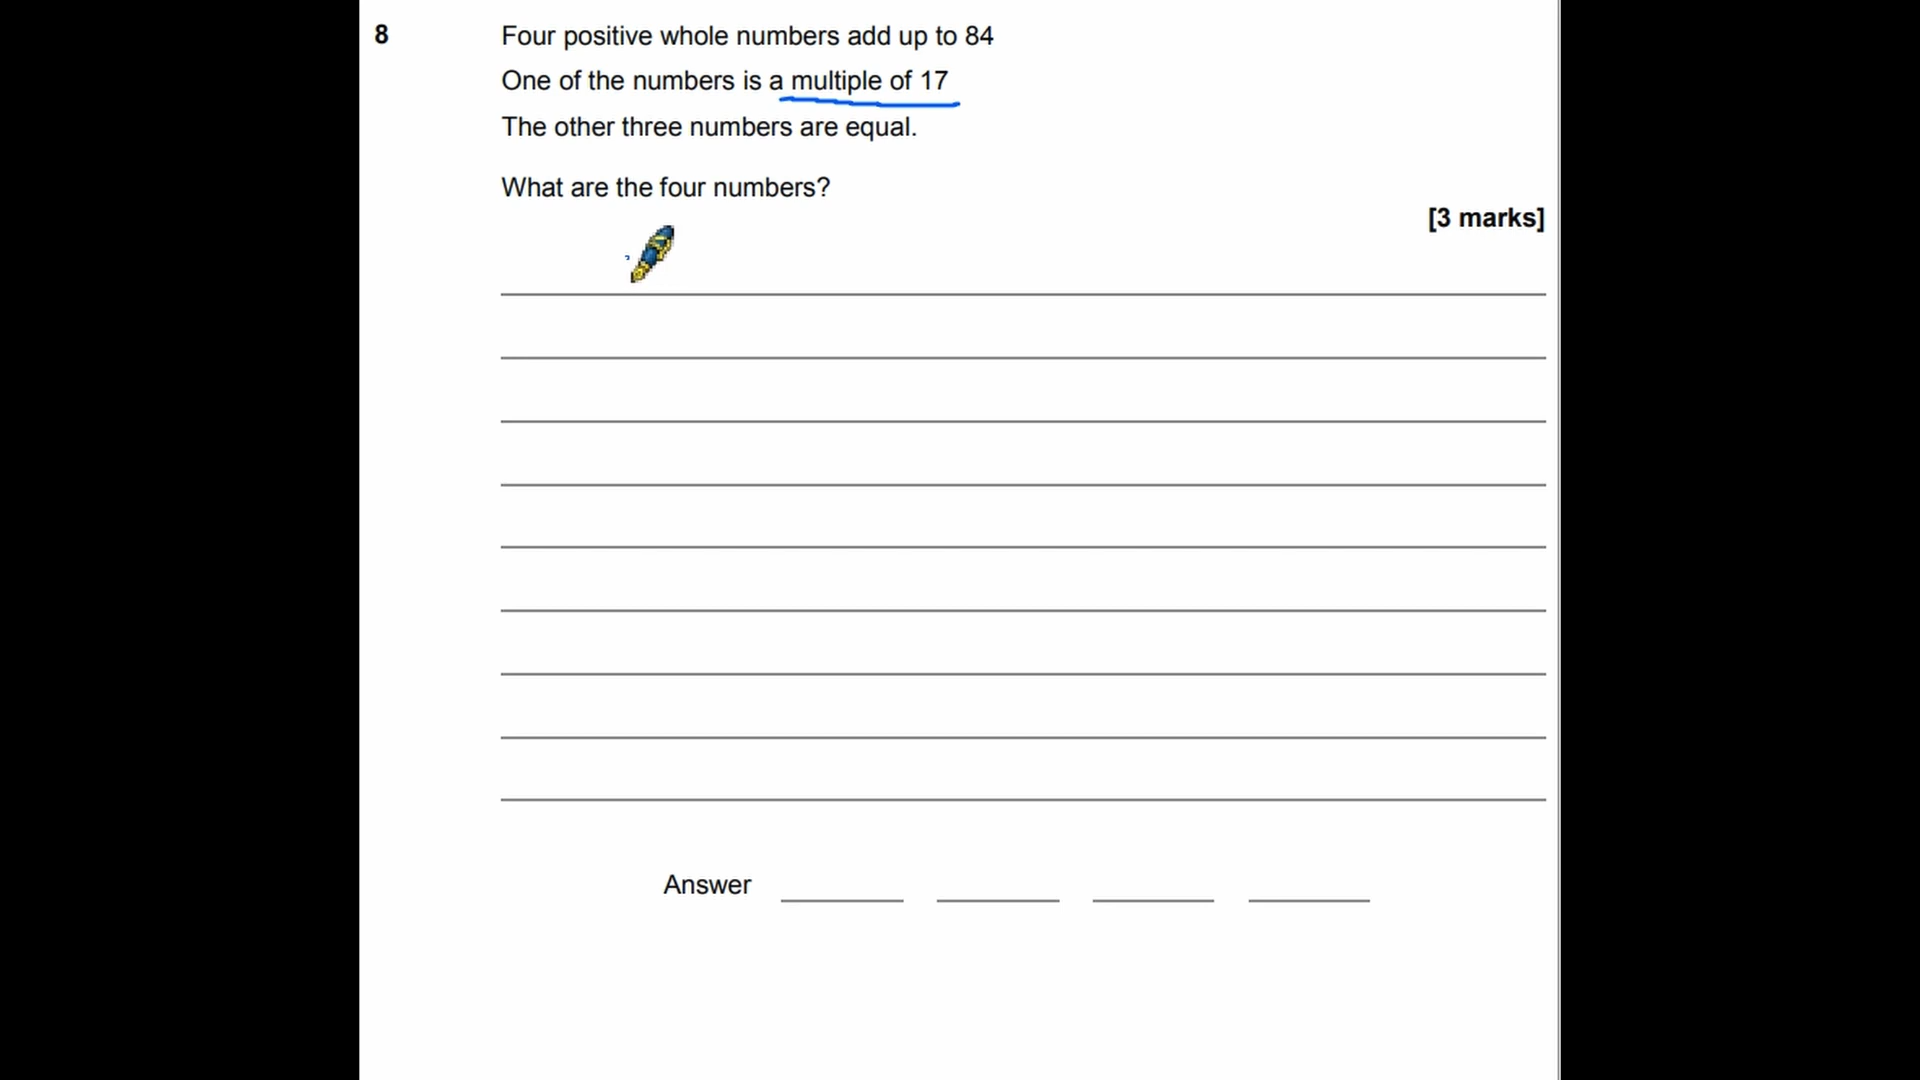 8 Four positive whole numbers add up to 84
One of the numbers is a multiple of 17
The other three numbers are equal.
What are the four numbers?
[3 marks]
Answer